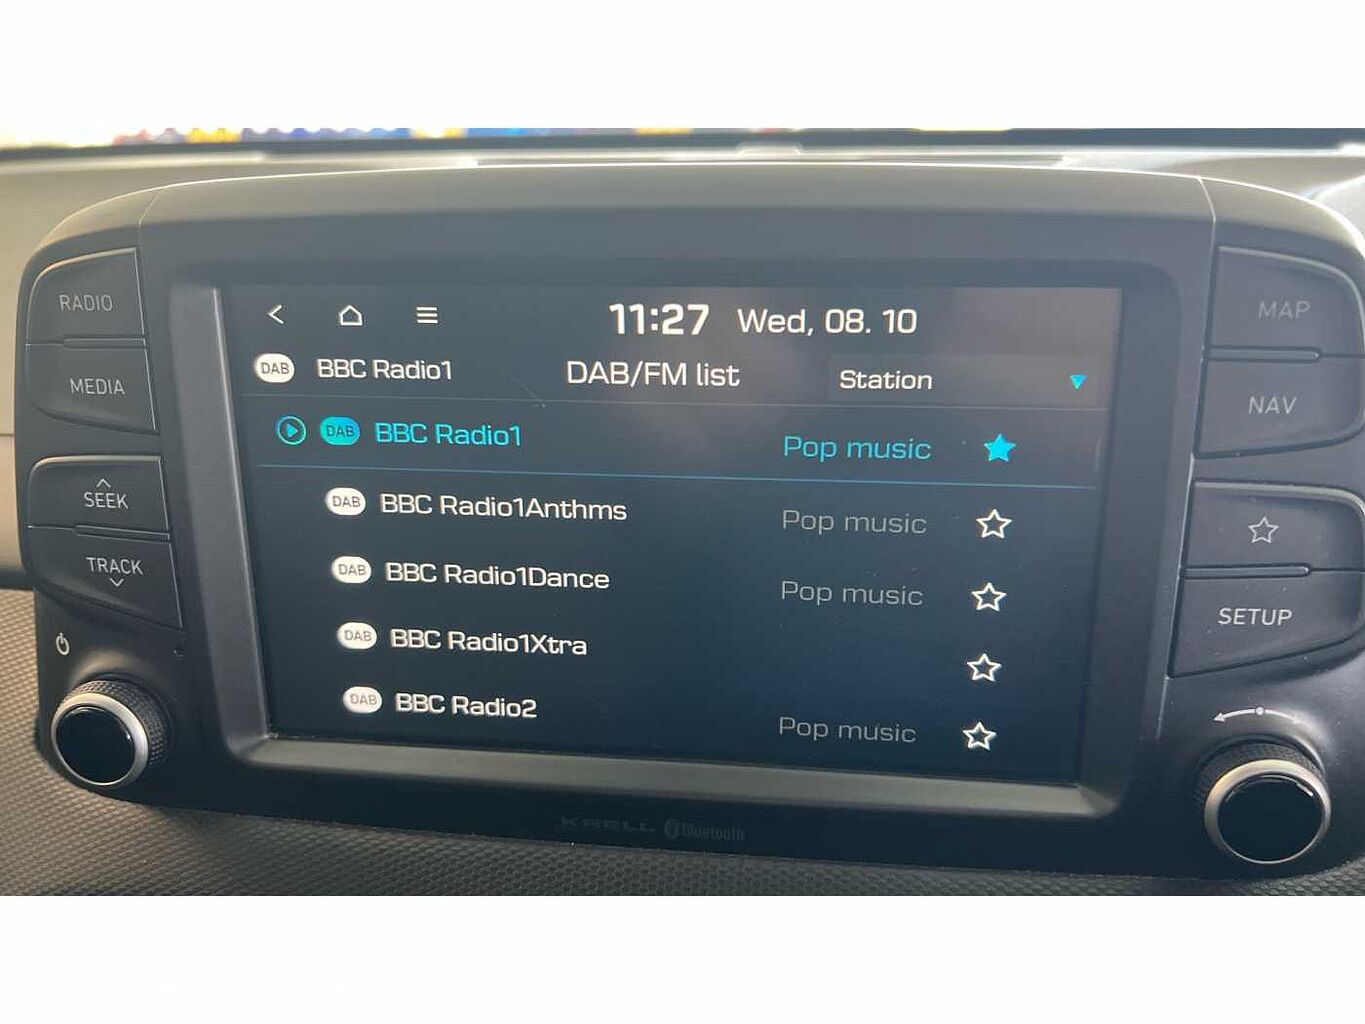 RADIO
MEDIA
SEEK
TRACK
11:27 Wed, 08. 10
DAB BBC Radio1 DAB/FM list Station
DAB BBC Radio1 Pop music
DAB BBC Radio1Anthms Pop music
DAB BBC Radio1Dance Pop music
DAB BBC Radio1Xtra
DAB BBC Radio2 Pop music
MAP
NAV
SETUP
KRELL Bluetooth